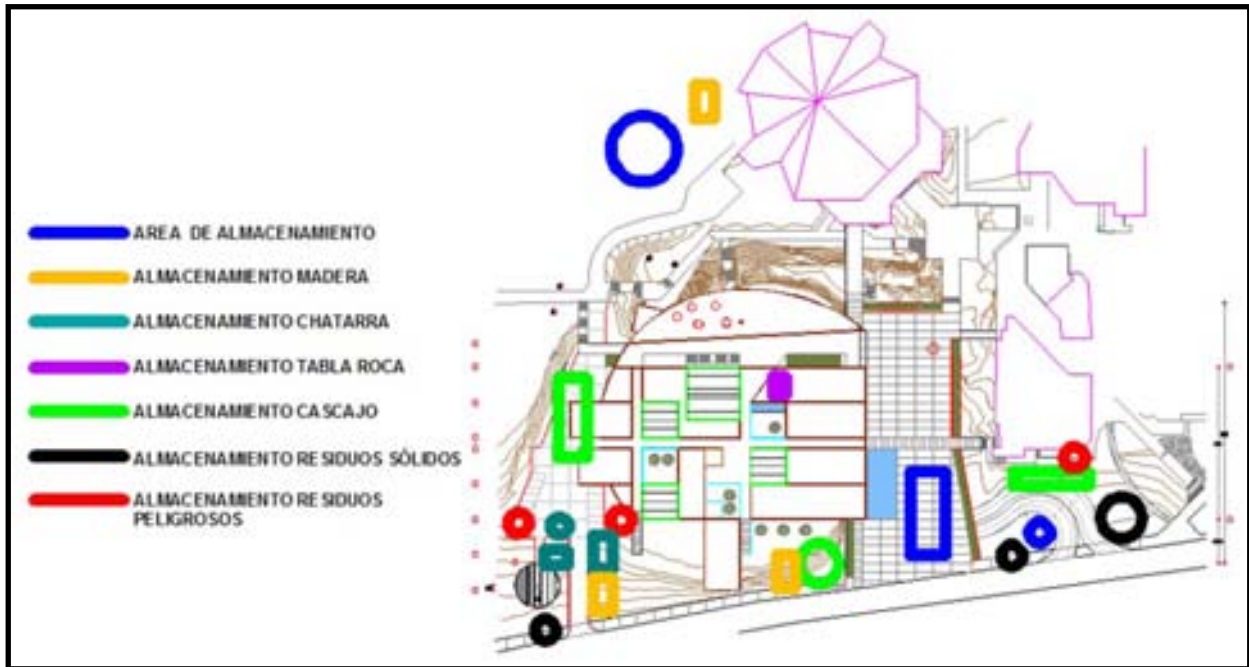 AREA DE ALMACENAMIENTO
ALMACENAMIENTO MADERA
ALMACENAMIENTO CHATARRA
ALMACENAMIENTO TABLA ROCA
ALMACENAMIENTO CASCAJO
ALMACENAMIENTO RESIDUOS SÓLIDOS
ALMACENAMIENTO RESIDUOS
PELIGROSOS